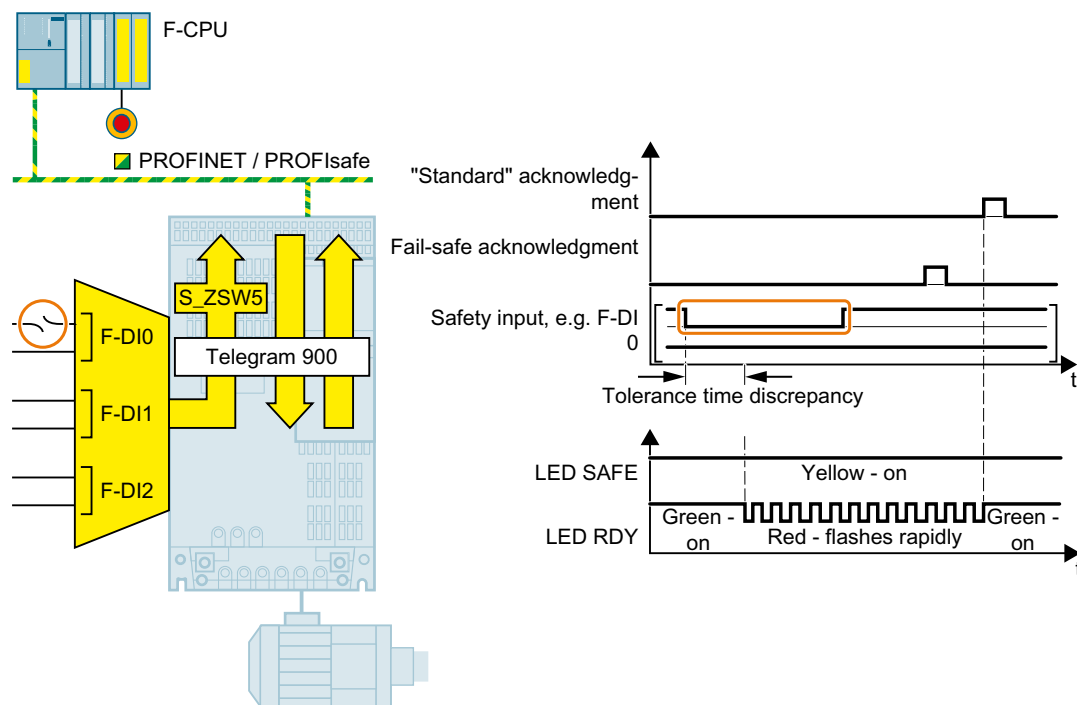 F-CPU
PROFINET / PROFIsafe
S_ZSW5
F-DI0
Telegram 900
F-DI1
F-DI2
"Standard" acknowledg-
ment
Fail-safe acknowledgment
Safety input, e.g. F-DI
0
t
Tolerance time discrepancy
LED SAFE
Yellow - on
LED RDY
Green -
on
Red - flashes rapidly
Green -
on
t